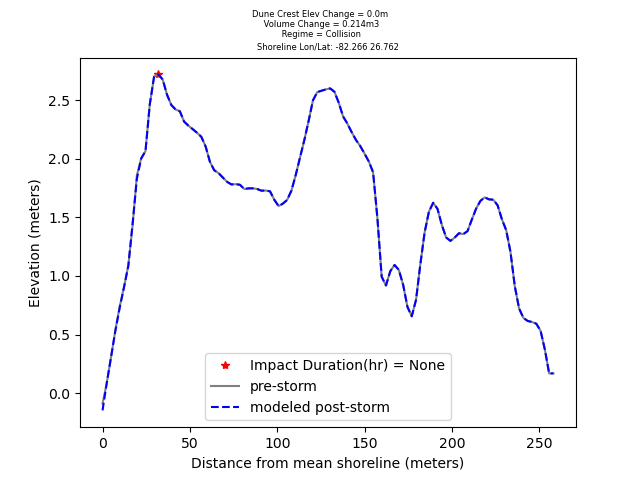 Dune Crest Elev Change = 0.0m
Volume Change = 0.214m3
Regime = Collision
Shoreline Lon/Lat: -82.266 26.762
Elevation (meters)
2.5
2.0
1.5
1.0
0.5
0.0
Impact Duration(hr) = None
pre-storm
modeled post-storm
0 50 100 150 200 250
Distance from mean shoreline (meters)